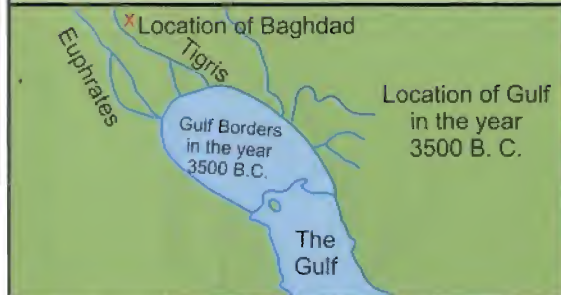 x Location of Baghdad
Euphrates
Tigris
Location of Gulf
in the year
3500 B. C.
Gulf Borders
in the year
3500 B.C.
The
Gulf